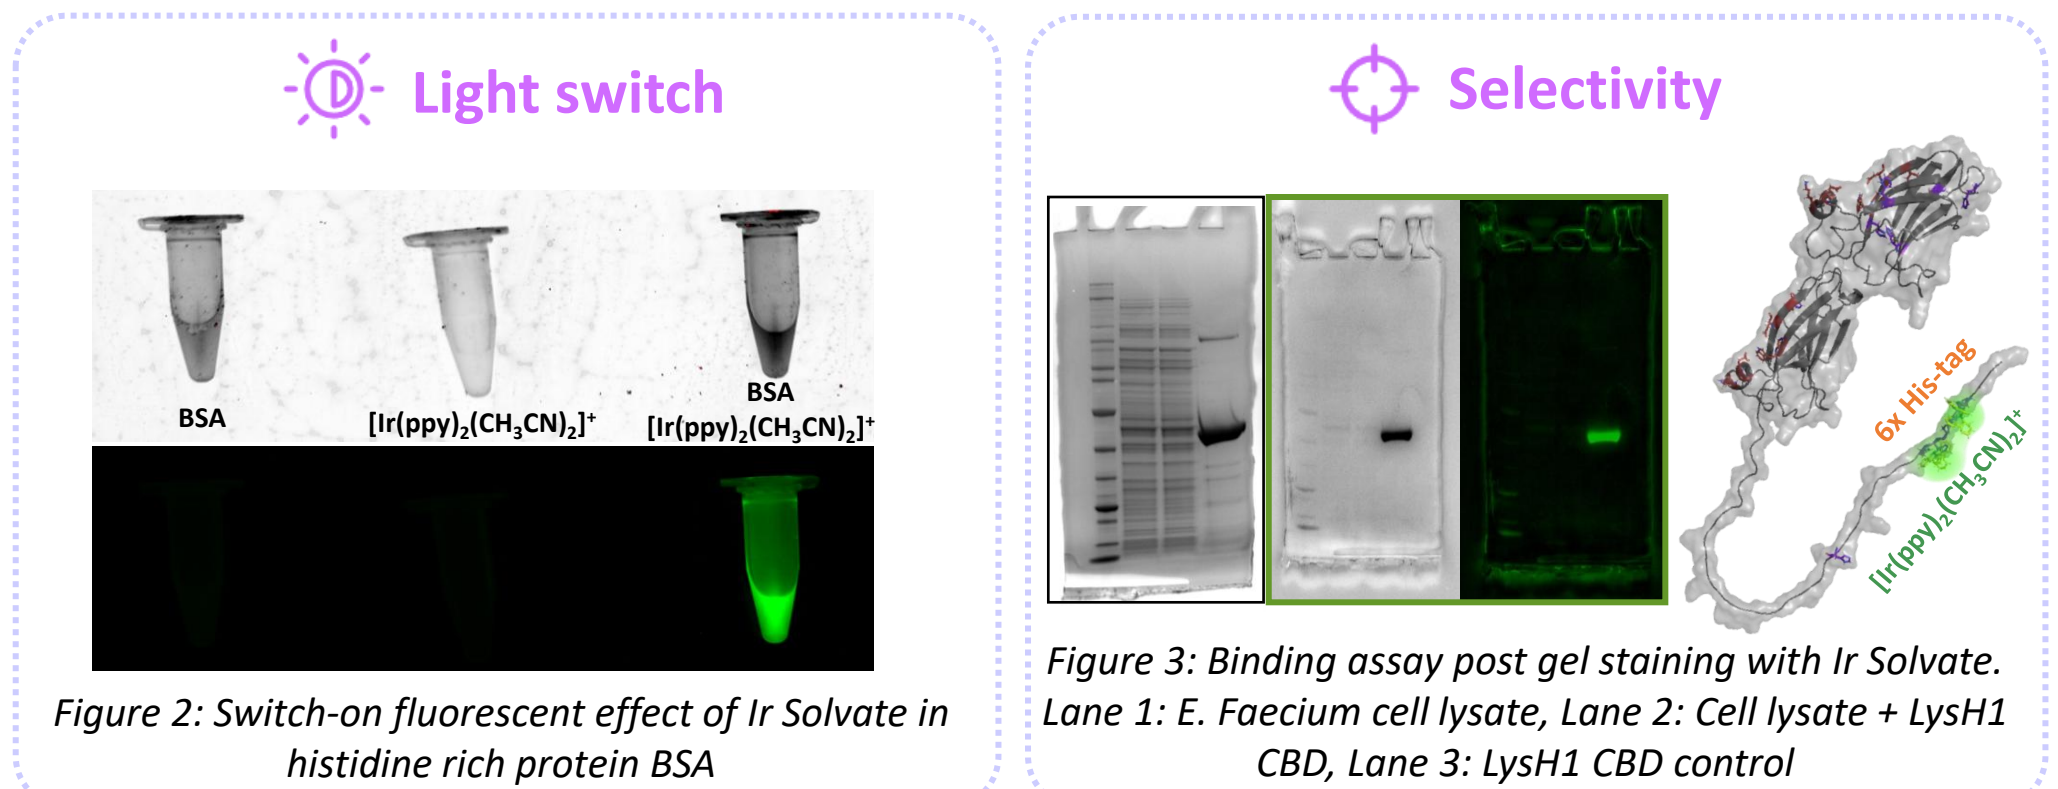 Light switch
BSA
[Ir(ppy)₂(CH₃CN)₂]⁺
BSA
[Ir(ppy)₂(CH₃CN)₂]⁺
Figure 2: Switch-on fluorescent effect of Ir Solvate in
histidine rich protein BSA
Selectivity
6x His-tag
[Ir(ppy)₂(CH₃CN)₂]⁺
Figure 3: Binding assay post gel staining with Ir Solvate.
Lane 1: E. Faecium cell lysate, Lane 2: Cell lysate + LysH1
CBD, Lane 3: LysH1 CBD control